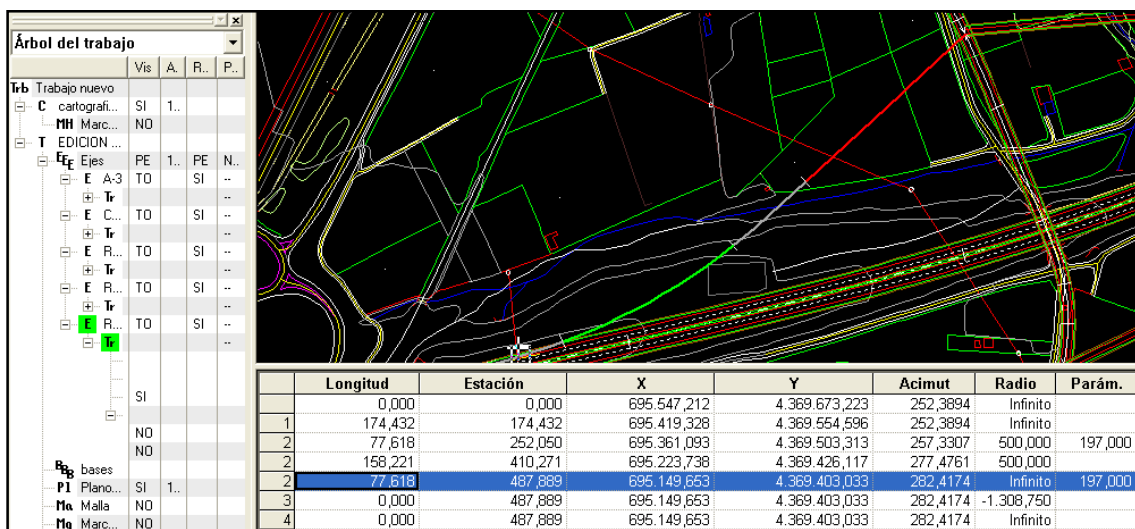 Árbol del trabajo
Vis A. R.. P..
Trb Trabajo nuevo
C cartografi... SI 1..
MH Marc... NO
T EDICION ...
EEE Ejes PE 1.. PE N..
E A-3 TO SI --
Tr --
E C... TO SI --
Tr --
E R... TO SI --
Tr --
E R... TO SI --
Tr --
E R... TO SI --
Tr --
SI
NO
NO
BBB bases
Pl Plano... SI 1..
Ma Malla NO
Mq Marc... NO
Longitud Estación X Y Acimut Radio Parám.
0,000 0,000 695.547,212 4.369.673,223 252,3894 Infinito
1 174,432 174,432 695.419,328 4.369.554,596 252,3894 Infinito
2 77,618 252,050 695.361,093 4.369.503,313 257,3307 500,000 197,000
2 158,221 410,271 695.223,738 4.369.426,117 277,4761 500,000
2 77,618 487,889 695.149,653 4.369.403,033 282,4174 Infinito 197,000
3 0,000 487,889 695.149,653 4.369.403,033 282,4174 -1.308,750
4 0,000 487,889 695.149,653 4.369.403,033 282,4174 Infinito